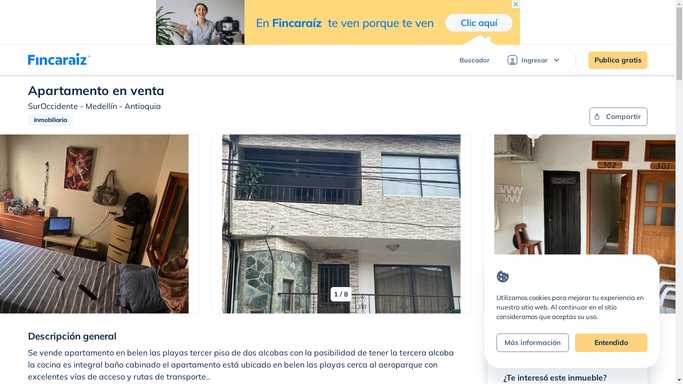 En Fincaraíz te ven porque te ven
Clic aquí
Fincaraiz
Buscador
Ingresar
Publica gratis
Apartamento en venta
SurOccidente - Medellín - Antioquia
Inmobiliaria
Compartir
302
301
1 / 8
Utilizamos cookies para mejorar tu experiencia en
nuestro sitio web. Al continuar en el sitio
consideramos que aceptas su uso.
Más información
Entendido
Descripción general
Se vende apartamento en belen las playas tercer piso de dos alcobas con la posibilidad de tener la tercera alcoba
la cocina es integral baño cabinado el apartamento está ubicado en belen las playas cerca al aeroparque con
excelentes vías de acceso y rutas de transporte...
¿Te interesó este inmueble?